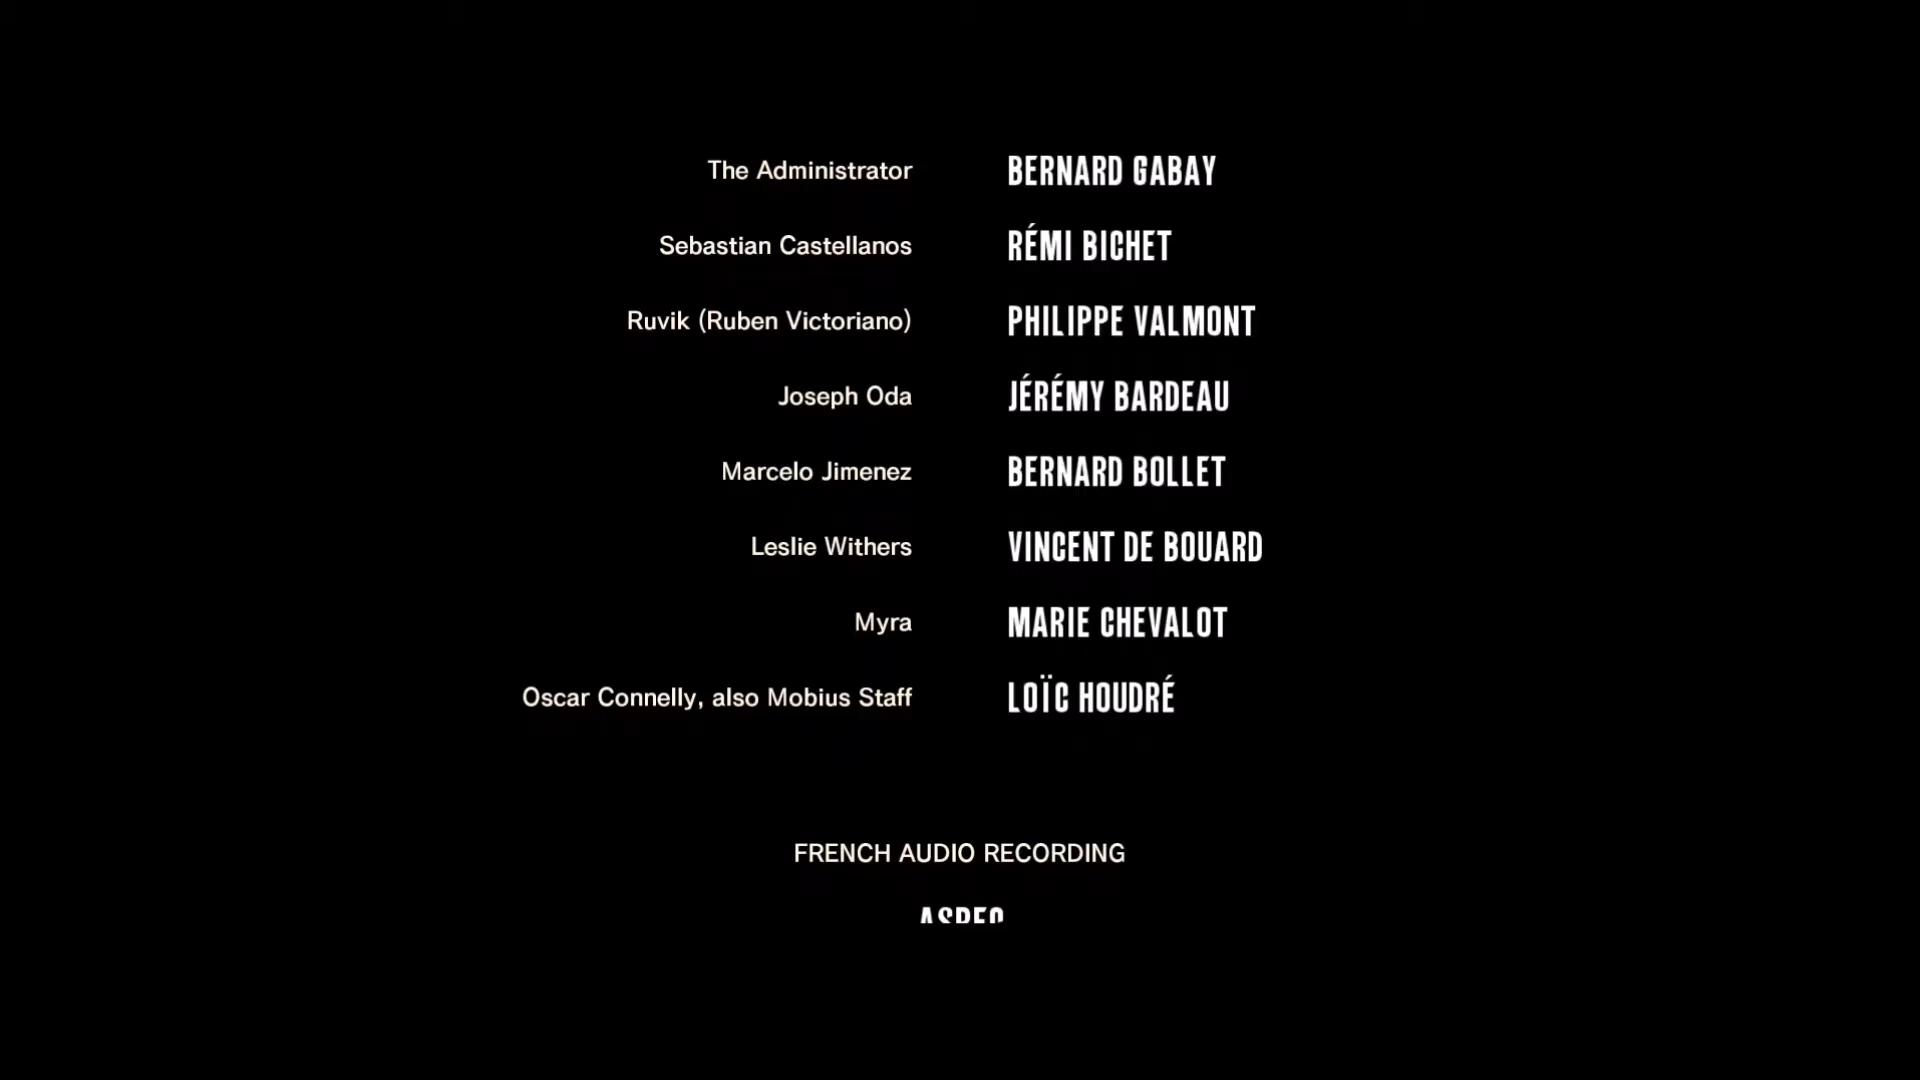 The Administrator BERNARD GABAY
Sebastian Castellanos RÉMI BICHET
Ruvik (Ruben Victoriano) PHILIPPE VALMONT
Joseph Oda JÉRÉMY BARDEAU
Marcelo Jimenez BERNARD BOLLET
Leslie Withers VINCENT DE BOUARD
Myra MARIE CHEVALOT
Oscar Connelly, also Mobius Staff LOÏC HOUDRÉ
FRENCH AUDIO RECORDING